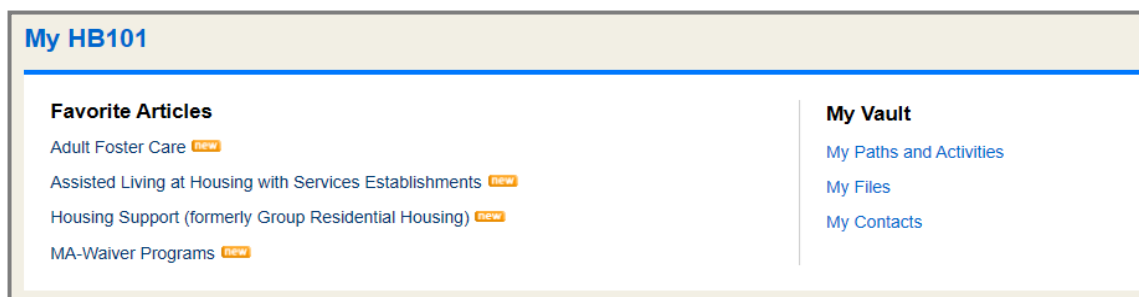 My HB101
Favorite Articles
Adult Foster Care new
Assisted Living at Housing with Services Establishments new
Housing Support (formerly Group Residential Housing) new
MA-Waiver Programs new
My Vault
My Paths and Activities
My Files
My Contacts